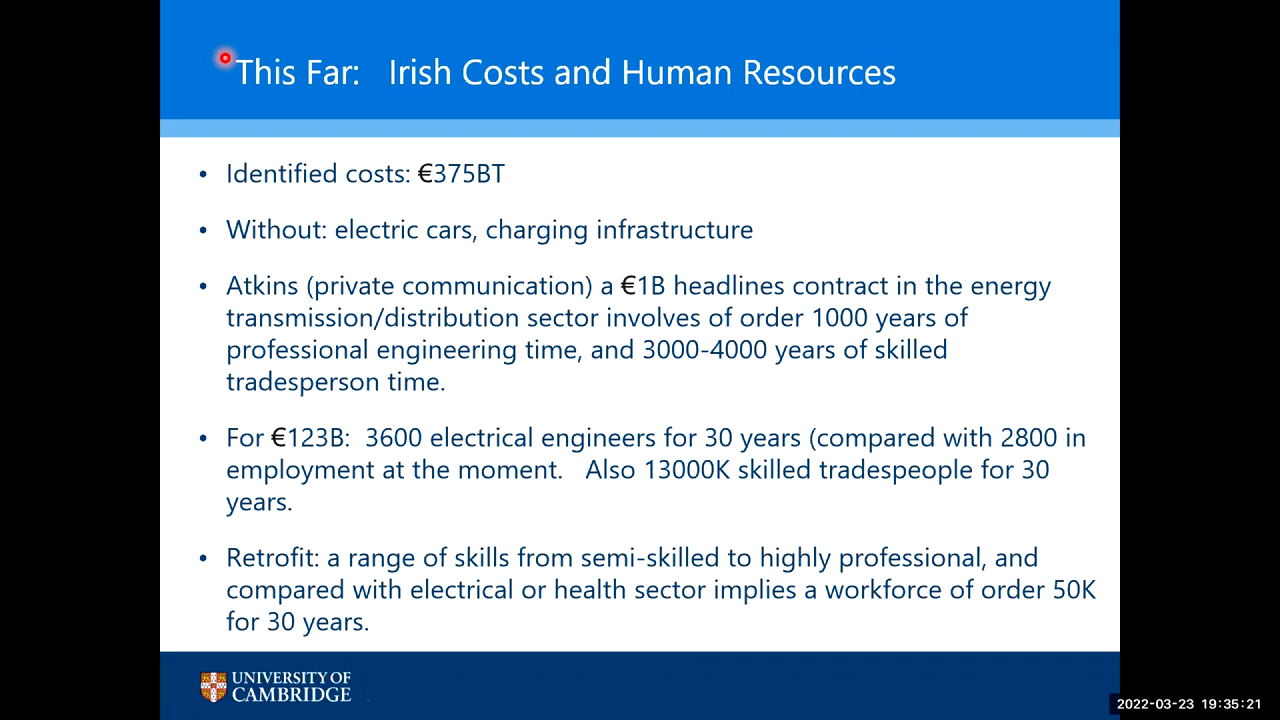 This Far: Irish Costs and Human Resources
• Identified costs: €375BT
• Without: electric cars, charging infrastructure
• Atkins (private communication) a €1B headlines contract in the energy
transmission/distribution sector involves of order 1000 years of
professional engineering time, and 3000-4000 years of skilled
tradesperson time.
• For €123B: 3600 electrical engineers for 30 years (compared with 2800 in
employment at the moment. Also 13000K skilled tradespeople for 30
years.
• Retrofit: a range of skills from semi-skilled to highly professional, and
compared with electrical or health sector implies a workforce of order 50K
for 30 years.
UNIVERSITY OF
CAMBRIDGE
2022-03-23 19:35:21